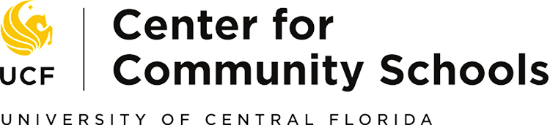 UCF
Center for
Community Schools
UNIVERSITY OF CENTRAL FLORIDA